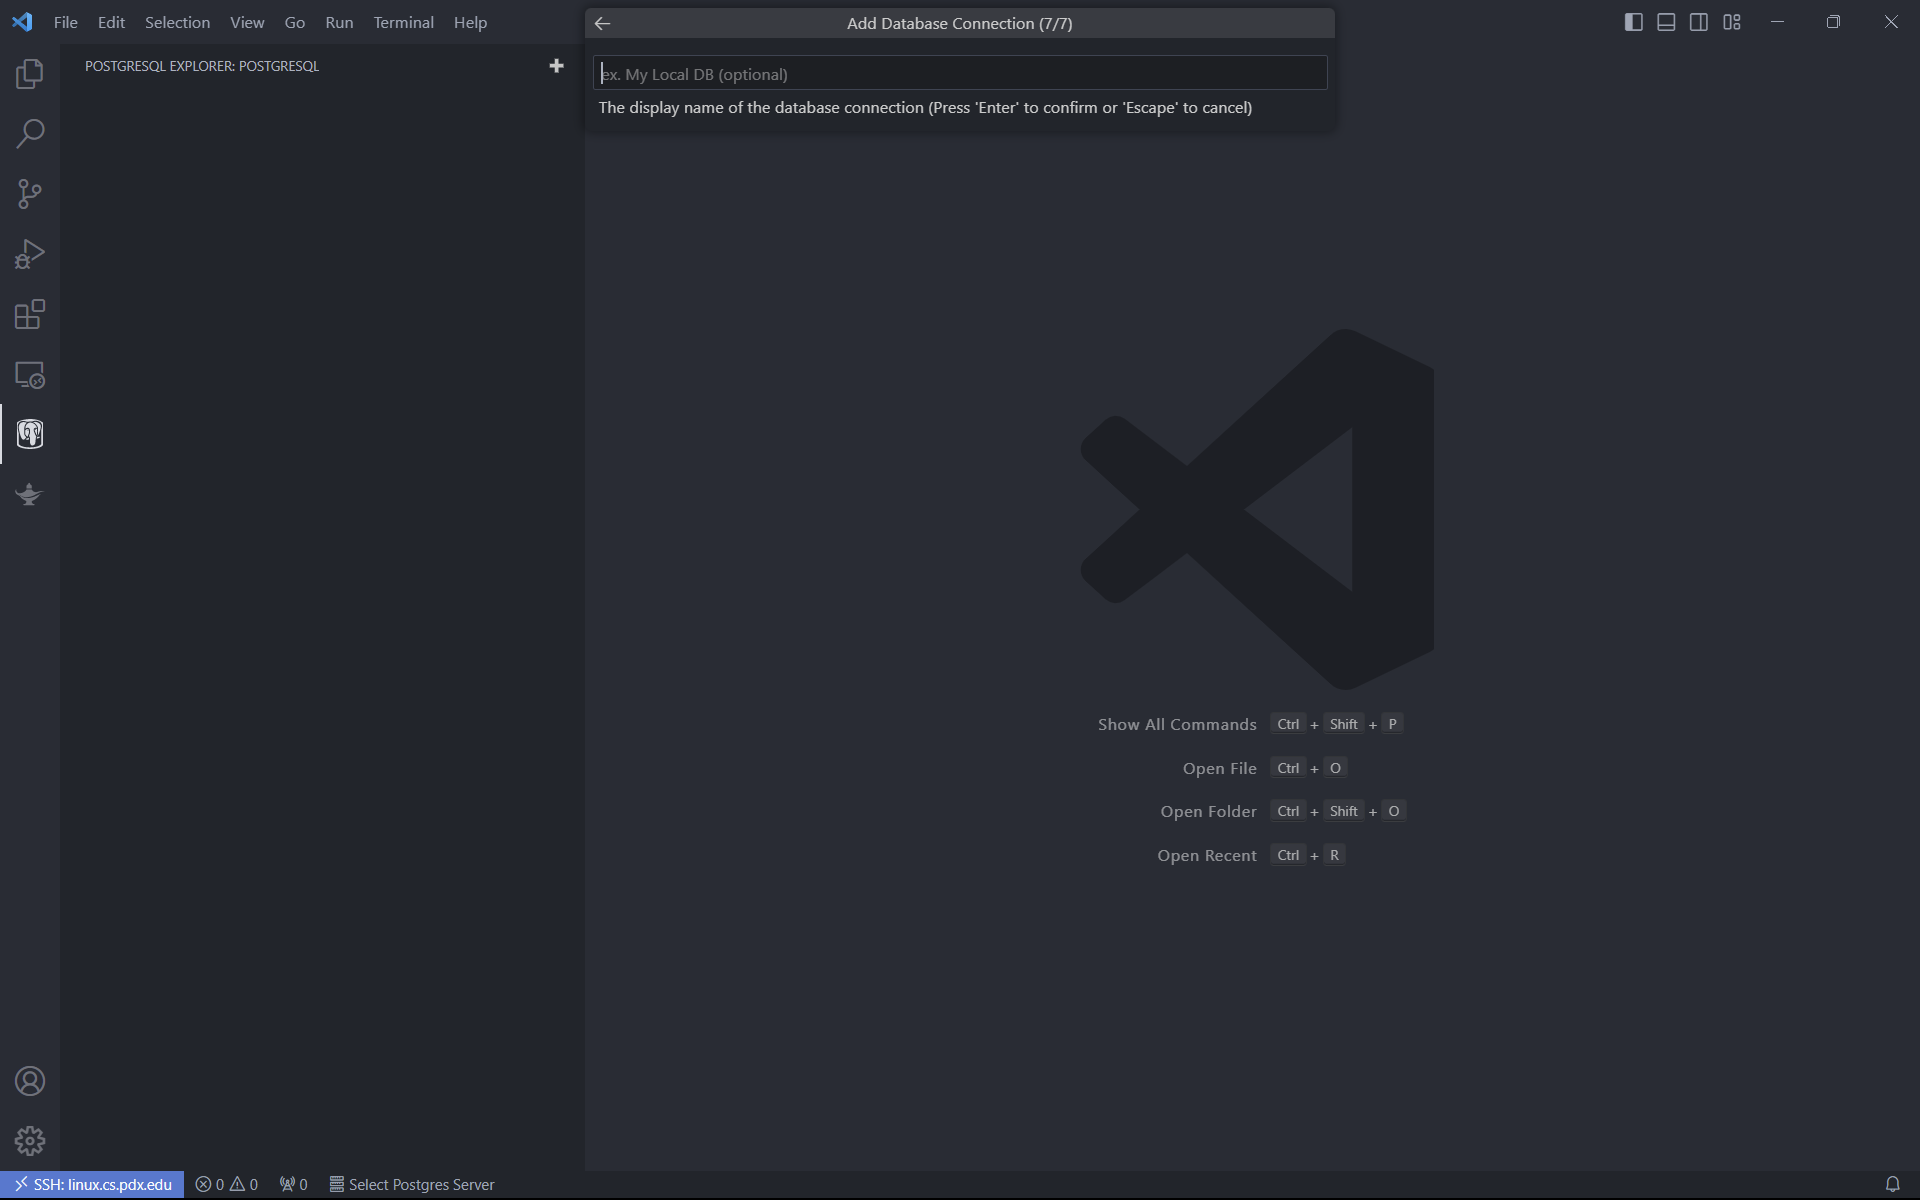 File Edit Selection View Go Run Terminal Help
Add Database Connection (7/7)
POSTGRESQL EXPLORER: POSTGRESQL
ex. My Local DB (optional)
The display name of the database connection (Press 'Enter' to confirm or 'Escape' to cancel)
Show All Commands Ctrl + Shift + P
Open File Ctrl + O
Open Folder Ctrl + Shift + O
Open Recent Ctrl + R
SSH: linux.cs.pdx.edu 0 0 0 Select Postgres Server